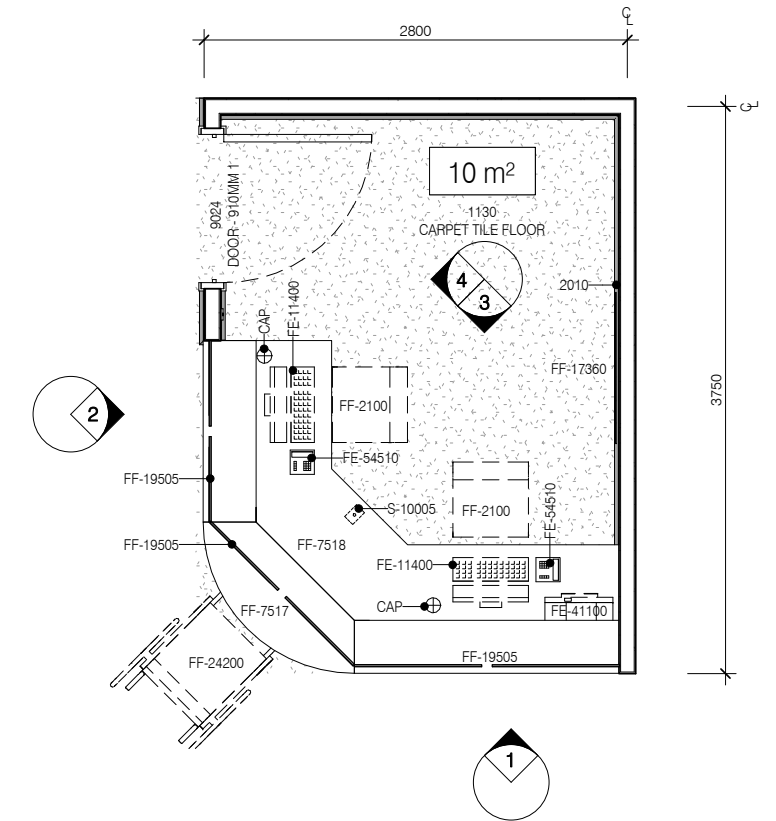 ℄
2800
℄
10 m²
9024
DOOR - 910MM 1
1130
CARPET TILE FLOOR
4
3
2010
CAP
FE-11400
FF-17360
3750
FF-2100
2
FE-54510
FF-19505
S-10005
FF-2100
FE-54510
FF-19505
FF-7518
FE-11400
FF-7517
CAP
FE-41100
FF-24200
FF-19505
1